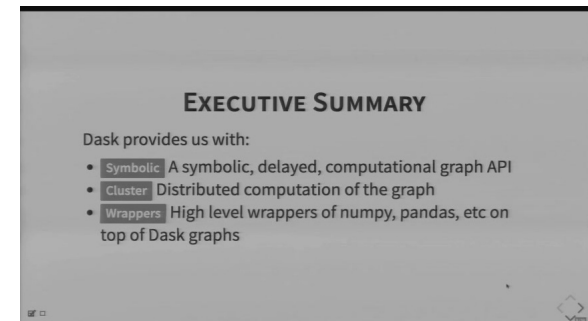 EXECUTIVE SUMMARY
Dask provides us with:
• Symbolic A symbolic, delayed, computational graph API
• Cluster Distributed computation of the graph
• Wrappers High level wrappers of numpy, pandas, etc on
top of Dask graphs